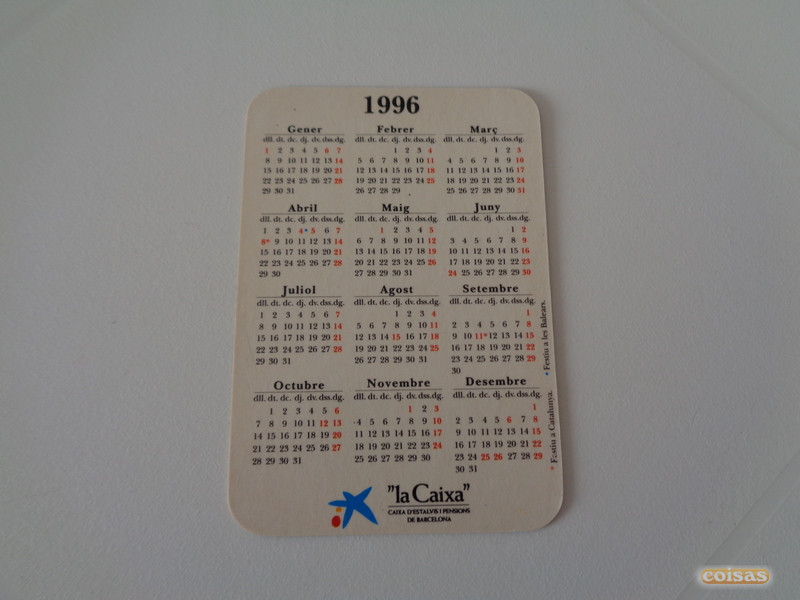 1996
Gener Febrer Març
dll. dt. dc. dj. dv. dss. dg. dll. dt. dc. dj. dv. dss. dg. dll. dt. dc. dj. dv. dss. dg.
1 2 3 4 5 6 7 1 2 3 4 1 2 3
8 9 10 11 12 13 14 5 6 7 8 9 10 11 4 5 6 7 8 9 10
15 16 17 18 19 20 21 12 13 14 15 16 17 18 11 12 13 14 15 16 17
22 23 24 25 26 27 28 19 20 21 22 23 24 25 18 19 20 21 22 23 24
29 30 31 26 27 28 29 25 26 27 28 29 30 31
Abril Maig Juny
dll. dt. dc. dj. dv. dss. dg. dll. dt. dc. dj. dv. dss. dg. dll. dt. dc. dj. dv. dss. dg.
1 2 3 4* 5 6 7 1 2 3 4 5 1 2
8* 9 10 11 12 13 14 6 7 8 9 10 11 12 3 4 5 6 7 8 9
15 16 17 18 19 20 21 13 14 15 16 17 18 19 10 11 12 13 14 15 16
22 23 24 25 26 27 28 20 21 22 23 24 25 26 17 18 19 20 21 22 23
29 30 27 28 29 30 31 24 25 26 27 28 29 30
Juliol Agost Setembre
dll. dt. dc. dj. dv. dss. dg. dll. dt. dc. dj. dv. dss. dg. dll. dt. dc. dj. dv. dss. dg.
1 2 3 4 5 6 7 1 2 3 4 1
8 9 10 11 12 13 14 5 6 7 8 9 10 11 2 3 4 5 6 7 8
15 16 17 18 19 20 21 12 13 14 15 16 17 18 9 10 11* 12 13 14 15
22 23 24 25 26 27 28 19 20 21 22 23 24 25 16 17 18 19 20 21 22
29 30 31 26 27 28 29 30 31 23 24 25 26 27 28 29
30
Octubre Novembre Desembre
dll. dt. dc. dj. dv. dss. dg. dll. dt. dc. dj. dv. dss. dg. dll. dt. dc. dj. dv. dss. dg.
1 2 3 4 5 6 1 2 3 1
7 8 9 10 11 12 13 4 5 6 7 8 9 10 2 3 4 5 6 7 8
14 15 16 17 18 19 20 11 12 13 14 15 16 17 9 10 11 12 13 14 15
21 22 23 24 25 26 27 18 19 20 21 22 23 24 16 17 18 19 20 21 22
28 29 30 31 25 26 27 28 29 30 23 24 25 26 27 28 29
30 31
* Festiu a Catalunya.
* Festiu a les Balears.
"la Caixa"
CAIXA D'ESTALVIS I PENSIONS
DE BARCELONA
coisas